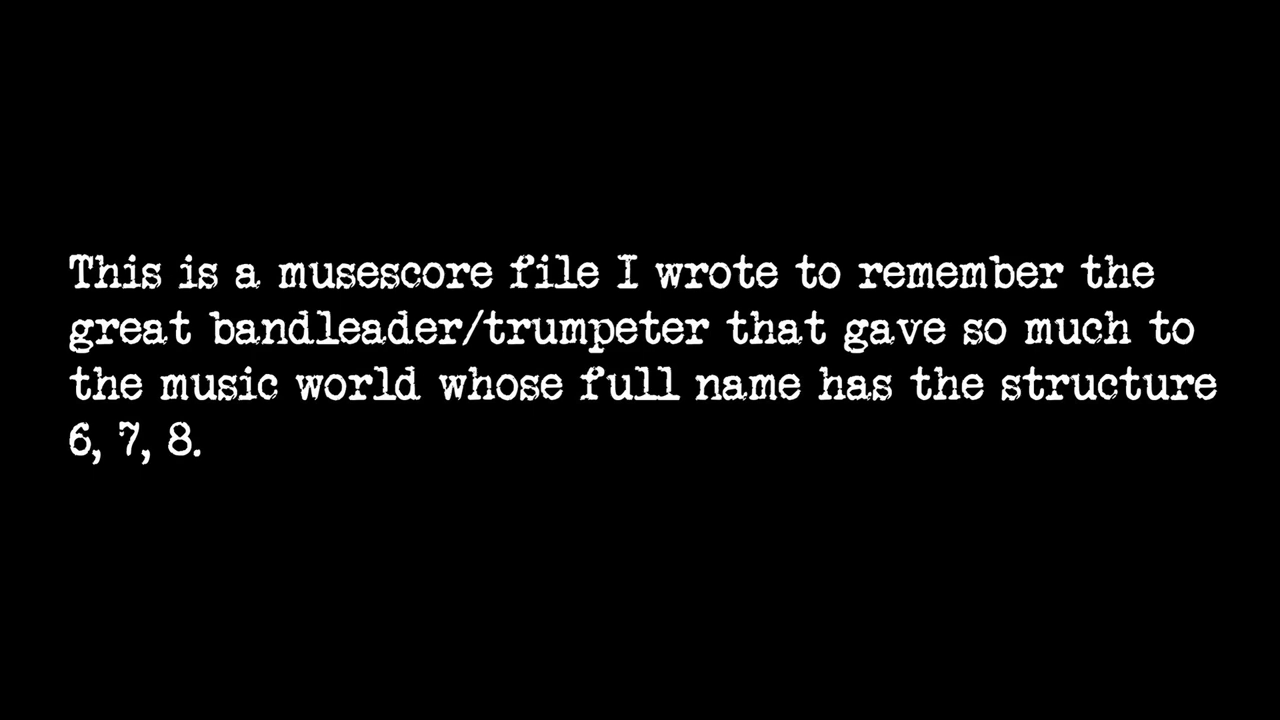 This is a musescore file I wrote to remember the
great bandleader/trumpeter that gave so much to
the music world whose full name has the structure
6, 7, 8.